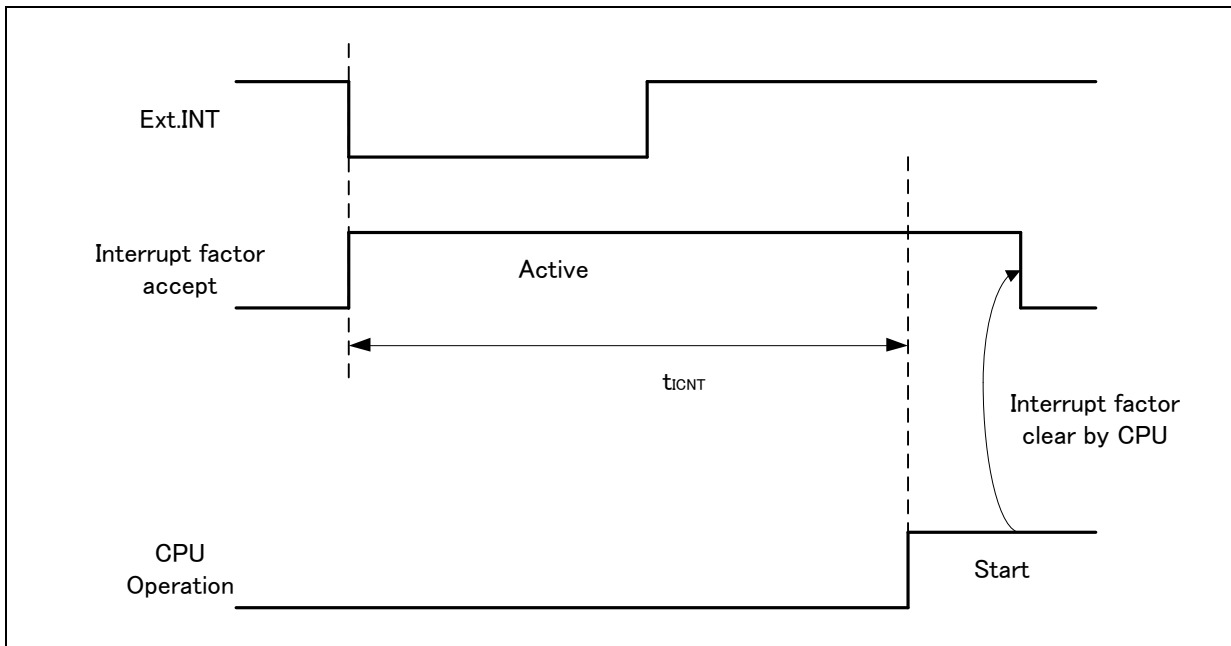 Ext.INT
Interrupt factor
accept
Active
tICNT
Interrupt factor
clear by CPU
CPU
Operation
Start